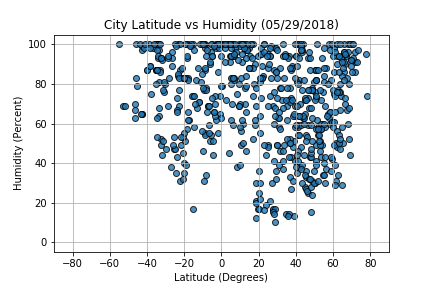 City Latitude vs Humidity (05/29/2018)
Humidity (Percent)
100
80
60
40
20
0
−80 −60 −40 −20 0 20 40 60 80
Latitude (Degrees)